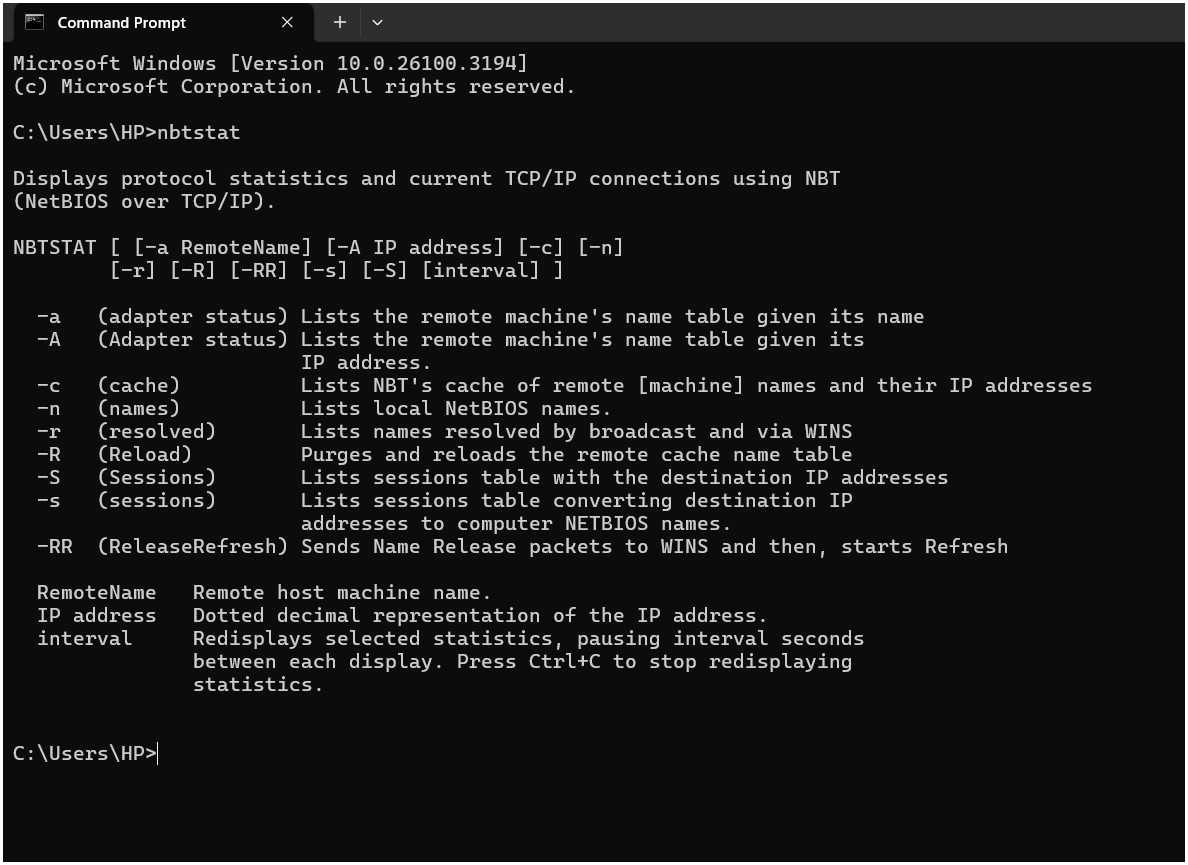 Command Prompt
Microsoft Windows [Version 10.0.26100.3194]
(c) Microsoft Corporation. All rights reserved.
C:\Users\HP>nbtstat
Displays protocol statistics and current TCP/IP connections using NBT
(NetBIOS over TCP/IP).
NBTSTAT [ [-a RemoteName] [-A IP address] [-c] [-n]
        [-r] [-R] [-RR] [-s] [-S] [interval] ]
  -a   (adapter status) Lists the remote machine's name table given its name
  -A   (Adapter status) Lists the remote machine's name table given its
                        IP address.
  -c   (cache)          Lists NBT's cache of remote [machine] names and their IP addresses
  -n   (names)          Lists local NetBIOS names.
  -r   (resolved)       Lists names resolved by broadcast and via WINS
  -R   (Reload)         Purges and reloads the remote cache name table
  -S   (Sessions)       Lists sessions table with the destination IP addresses
  -s   (sessions)       Lists sessions table converting destination IP
                        addresses to computer NETBIOS names.
  -RR  (ReleaseRefresh) Sends Name Release packets to WINS and then, starts Refresh
  RemoteName   Remote host machine name.
  IP address   Dotted decimal representation of the IP address.
  interval     Redisplays selected statistics, pausing interval seconds
               between each display. Press Ctrl+C to stop redisplaying
               statistics.
C:\Users\HP>